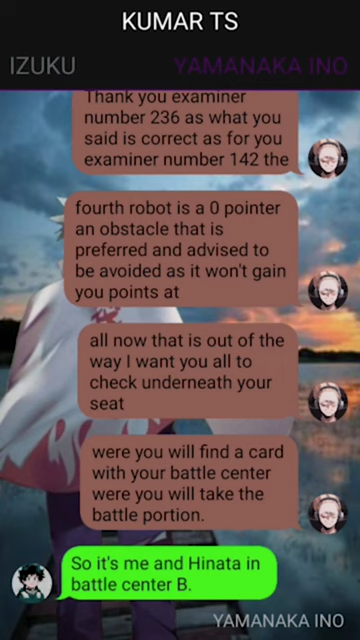 KUMAR TS
IZUKU
YAMANAKA INO
Thank you examiner
number 236 as what you
said is correct as for you
examiner number 142 the
fourth robot is a 0 pointer
an obstacle that is
preferred and advised to
be avoided as it won't gain
you points at
all now that is out of the
way I want you all to
check underneath your
seat
were you will find a card
with your battle center
were you will take the
battle portion.
So it's me and Hinata in
battle center B.
YAMANAKA INO